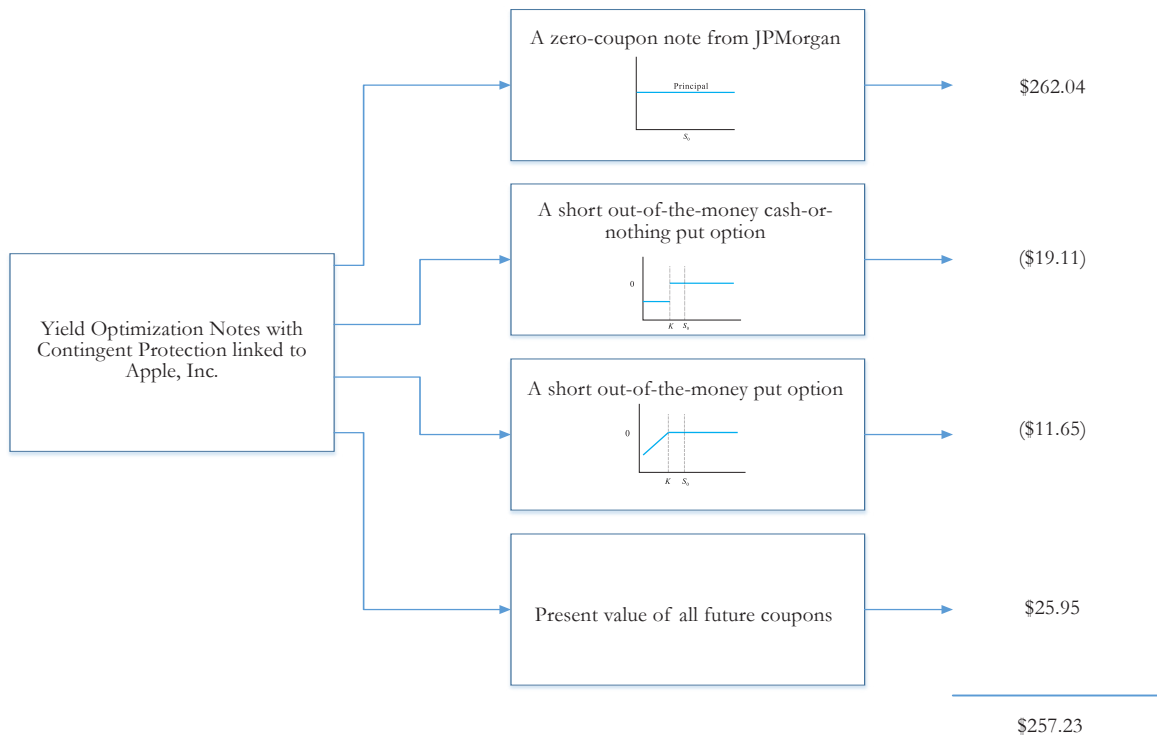 A zero-coupon note from JPMorgan
Principal
S₀
$262.04
A short out-of-the-money cash-or-
nothing put option
0
K S₀
($19.11)
Yield Optimization Notes with
Contingent Protection linked to
Apple, Inc.
A short out-of-the-money put option
0
K S₀
($11.65)
Present value of all future coupons
$25.95
$257.23